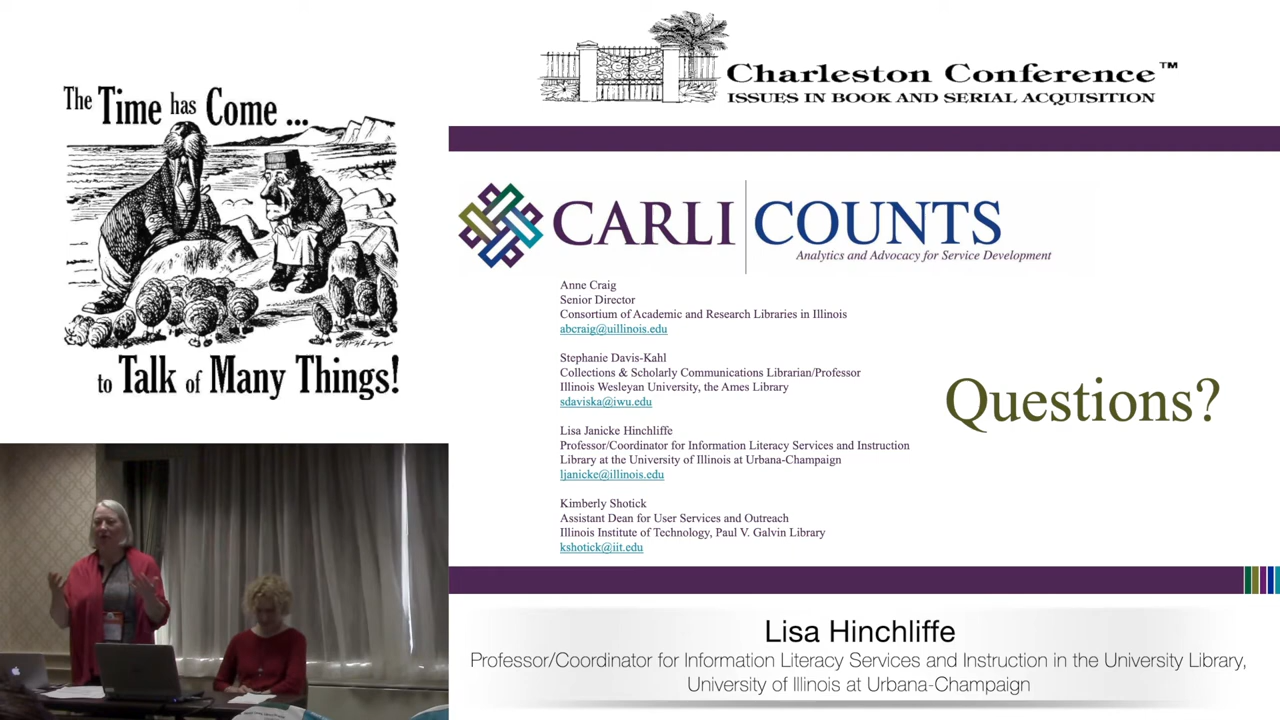 The Time has Come ...
to Talk of Many Things!
Charleston Conference™
ISSUES IN BOOK AND SERIAL ACQUISITION
CARLI COUNTS
Analytics and Advocacy for Service Development
Anne Craig
Senior Director
Consortium of Academic and Research Libraries in Illinois
abcraig@uillinois.edu
Stephanie Davis-Kahl
Collections & Scholarly Communications Librarian/Professor
Illinois Wesleyan University, the Ames Library
sdaviska@iwu.edu
Lisa Janicke Hinchliffe
Professor/Coordinator for Information Literacy Services and Instruction
Library at the University of Illinois at Urbana-Champaign
ljanicke@illinois.edu
Kimberly Shotick
Assistant Dean for User Services and Outreach
Illinois Institute of Technology, Paul V. Galvin Library
kshotick@iit.edu
Questions?
Lisa Hinchliffe
Professor/Coordinator for Information Literacy Services and Instruction in the University Library,
University of Illinois at Urbana-Champaign